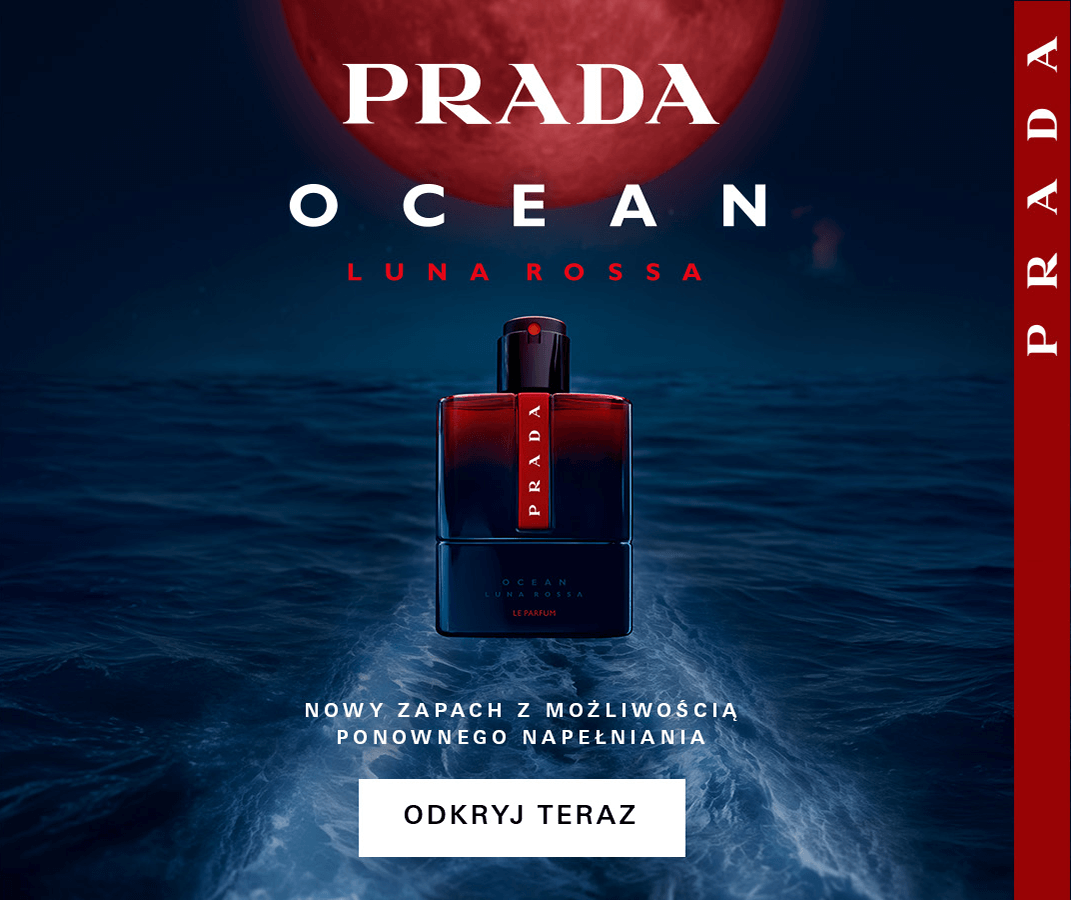 PRADA
OCEAN
LUNA ROSSA
PRADA
OCEAN
LUNA ROSSA
LE PARFUM
NOWY ZAPACH Z MOŻLIWOŚCIĄ
PONOWNEGO NAPEŁNIANIA
ODKRYJ TERAZ
PRADA